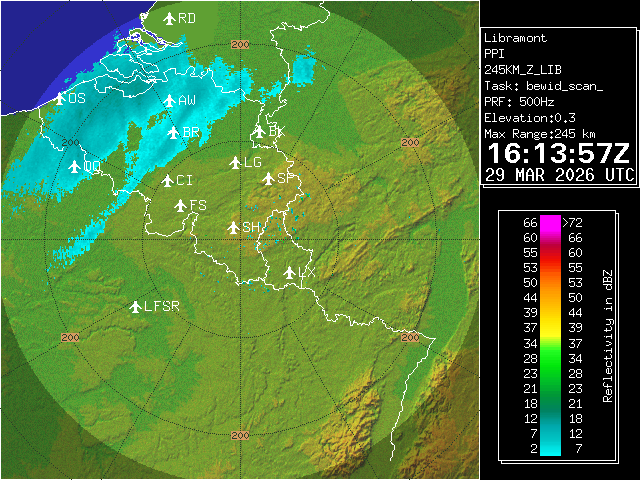 RD
200
OS
AW
BR
BK
200
200
LG
CI
SP
FS
SH
LX
LFSR
200
200
200
Libramont
PPI
245KM_Z_LIB
Task: bewid_scan_
PRF: 500Hz
Elevation:0.3
Max Range:245 km
16:13:57Z
29 MAR 2026 UTC
66 >72
60 66
55 60
53 55
50 53
44 50
39 44
37 39
34 37
28 34
23 28
21 23
18 21
12 18
7 12
2 7
Reflectivity in dBZ